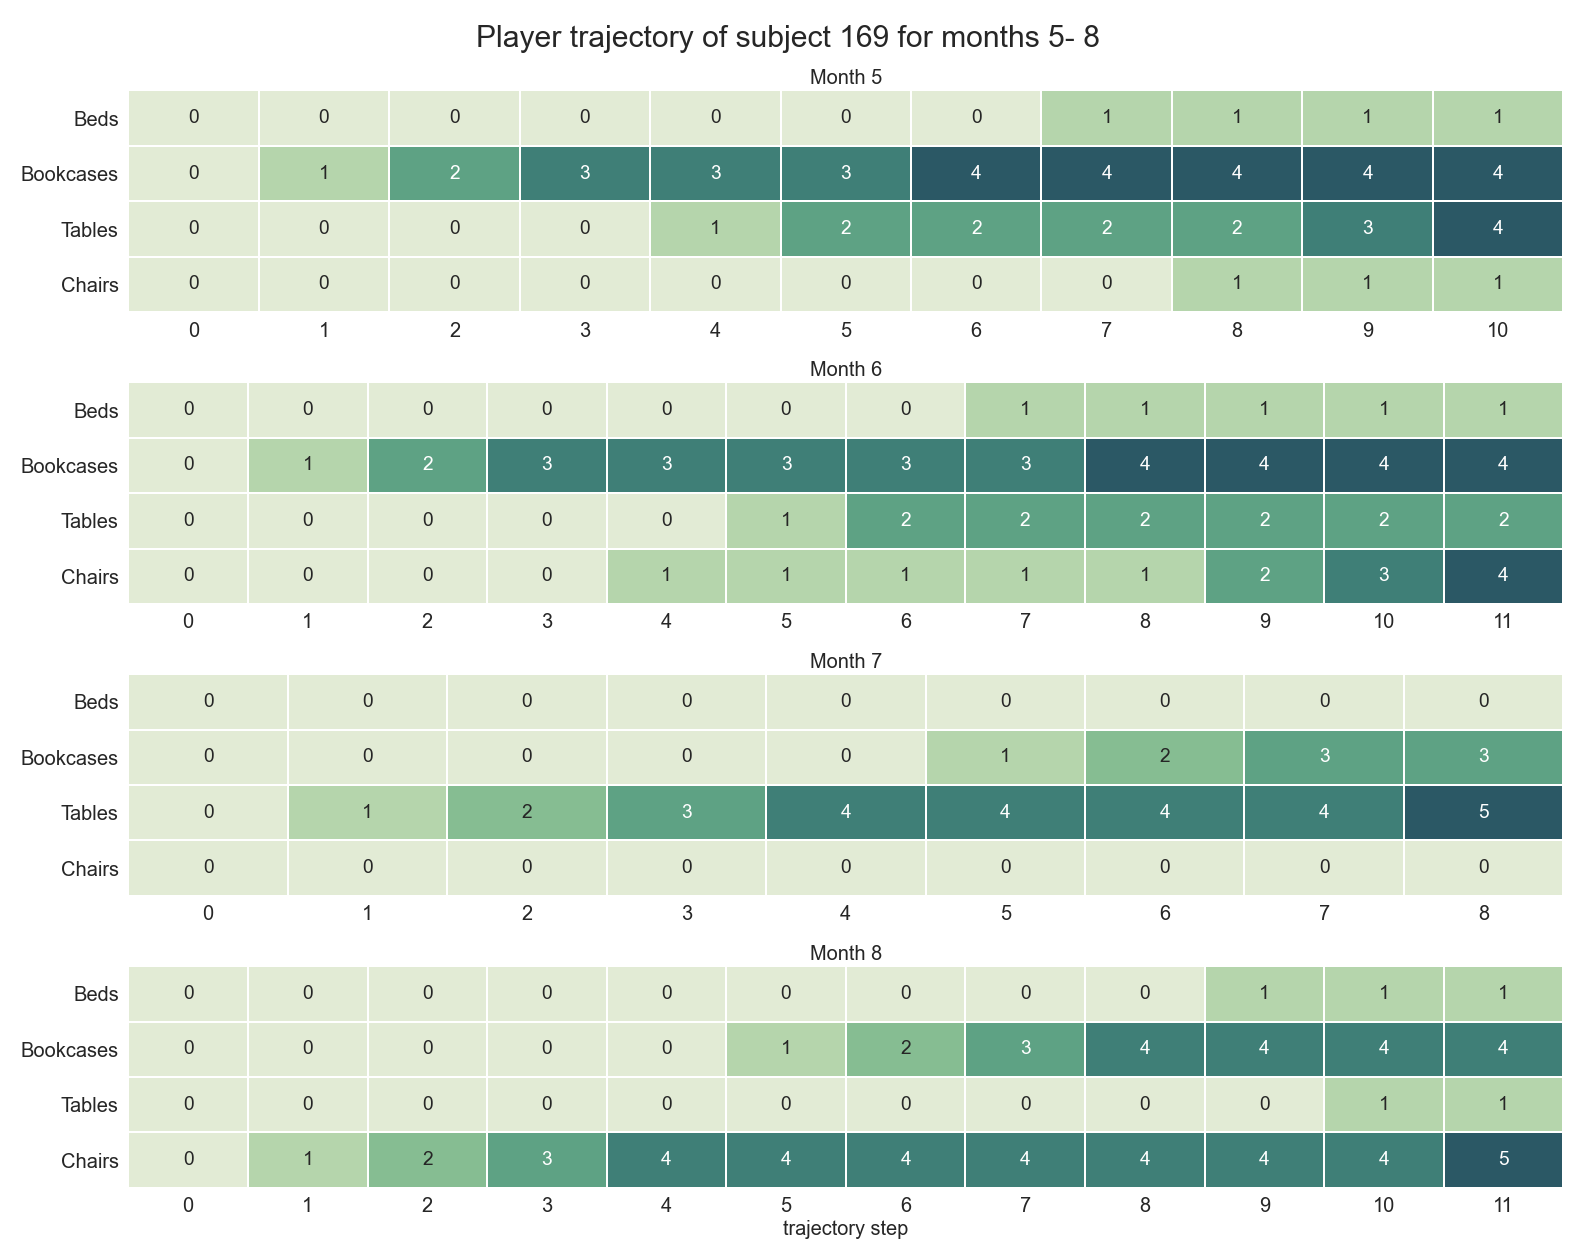 Player trajectory of subject 169 for months 5- 8
Month 5
Beds 0 0 0 0 0 0 0 1 1 1 1
Bookcases 0 1 2 3 3 3 4 4 4 4 4
Tables 0 0 0 0 1 2 2 2 2 3 4
Chairs 0 0 0 0 0 0 0 0 1 1 1
0 1 2 3 4 5 6 7 8 9 10
Month 6
Beds 0 0 0 0 0 0 0 1 1 1 1 1
Bookcases 0 1 2 3 3 3 3 3 4 4 4 4
Tables 0 0 0 0 0 1 2 2 2 2 2 2
Chairs 0 0 0 0 1 1 1 1 1 2 3 4
0 1 2 3 4 5 6 7 8 9 10 11
Month 7
Beds 0 0 0 0 0 0 0 0 0
Bookcases 0 0 0 0 0 1 2 3 3
Tables 0 1 2 3 4 4 4 4 5
Chairs 0 0 0 0 0 0 0 0 0
0 1 2 3 4 5 6 7 8
Month 8
Beds 0 0 0 0 0 0 0 0 0 1 1 1
Bookcases 0 0 0 0 0 1 2 3 4 4 4 4
Tables 0 0 0 0 0 0 0 0 0 0 1 1
Chairs 0 1 2 3 4 4 4 4 4 4 4 5
0 1 2 3 4 5 6 7 8 9 10 11
trajectory step